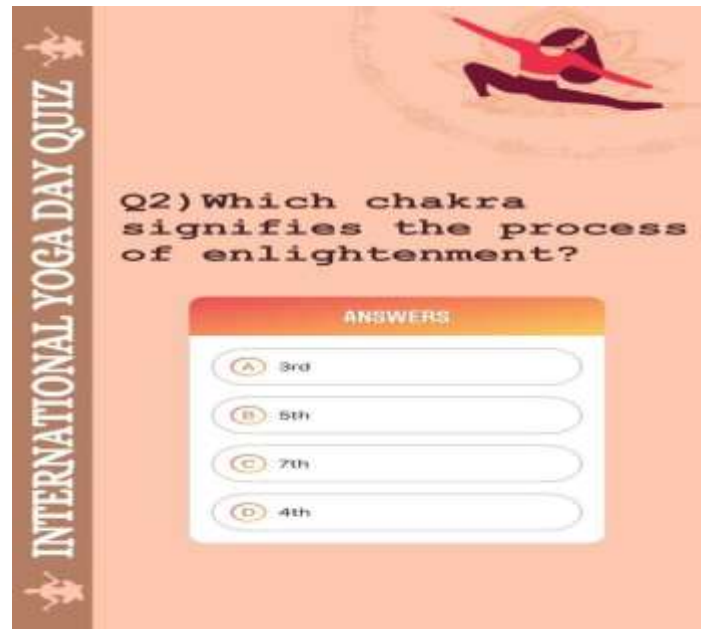 INTERNATIONAL YOGA DAY QUIZ
Q2)Which chakra
signifies the process
of enlightenment?
ANSWERS
A 3rd
B 5th
C 7th
D 4th